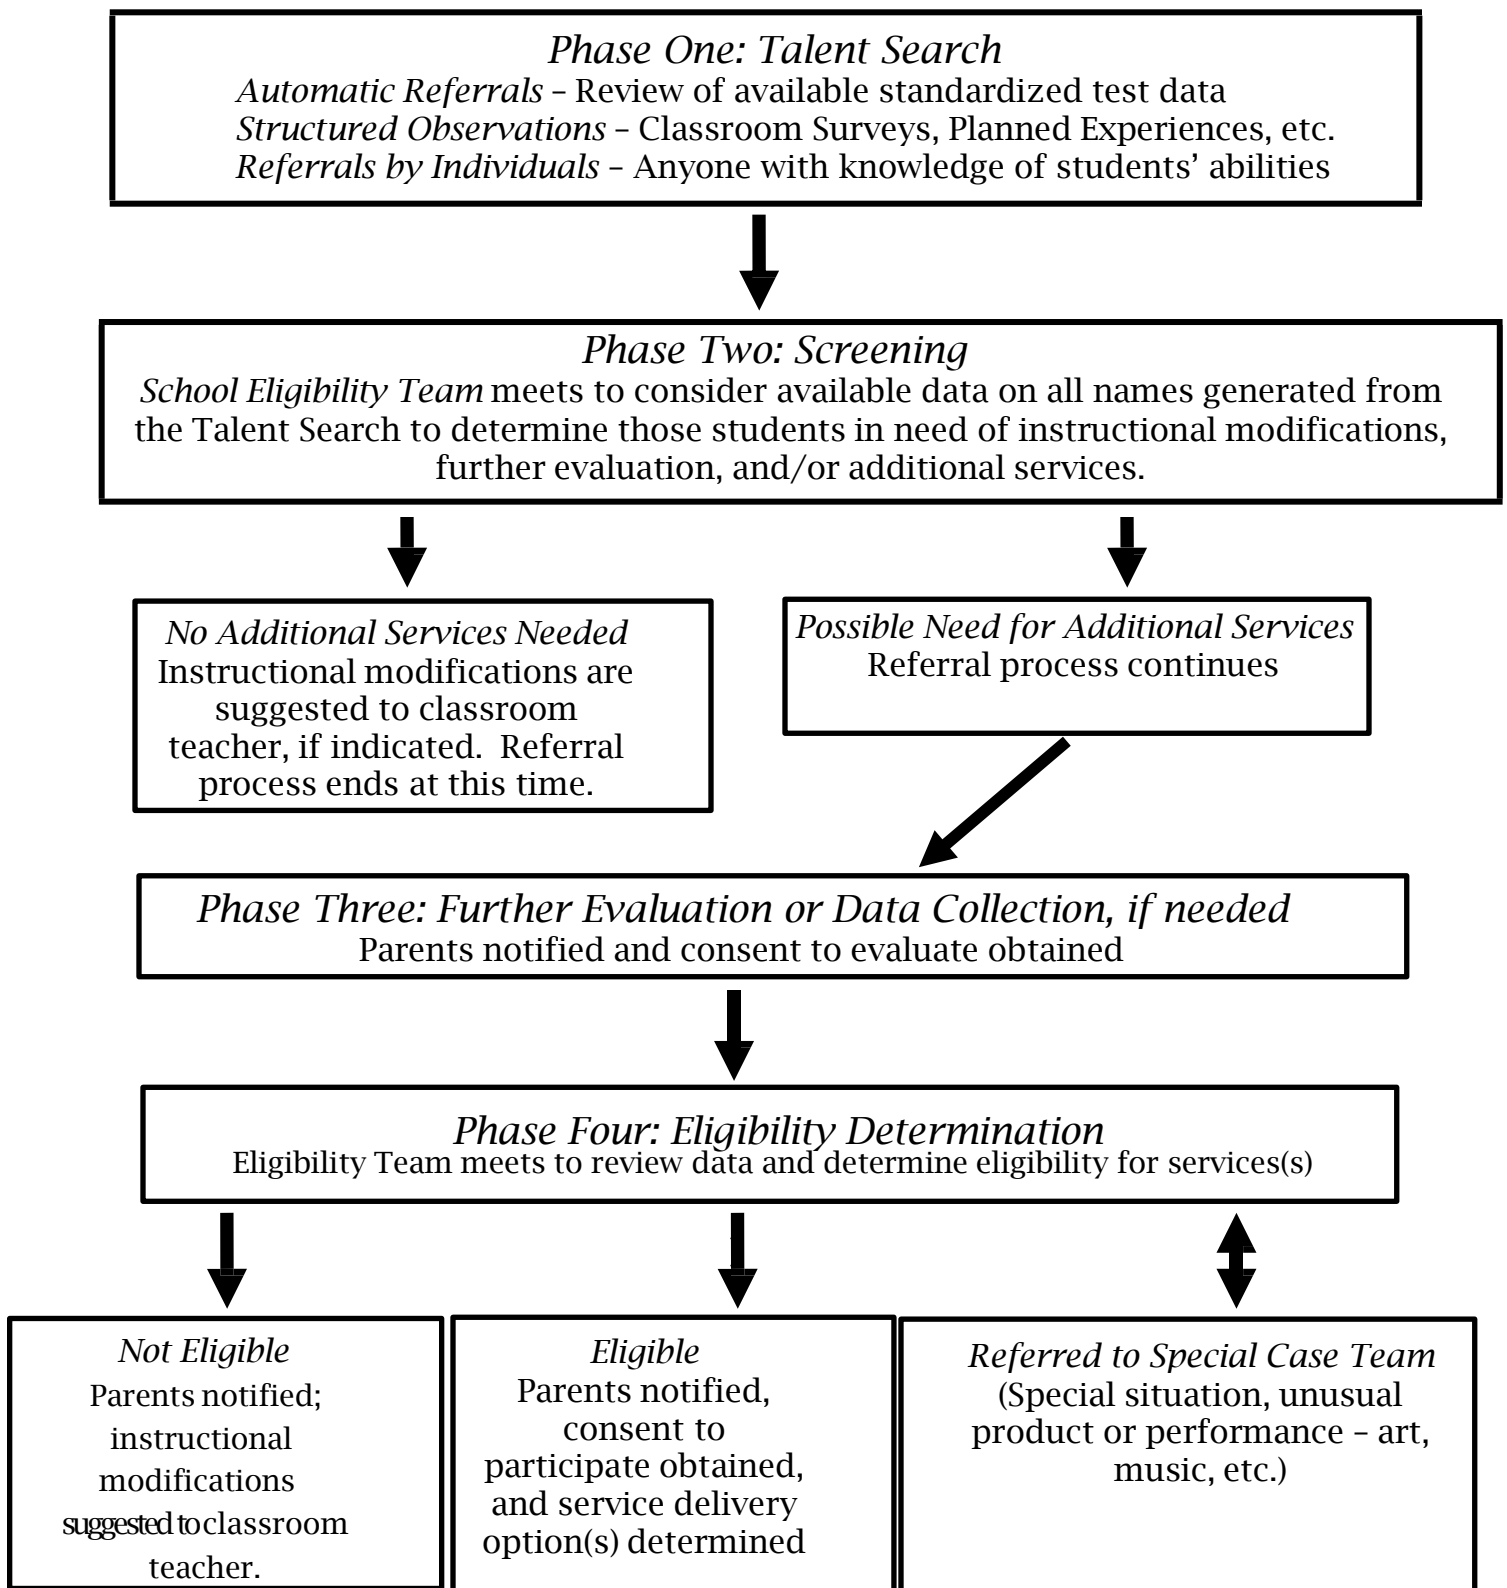 Phase One: Talent Search
Automatic Referrals – Review of available standardized test data
Structured Observations – Classroom Surveys, Planned Experiences, etc.
Referrals by Individuals – Anyone with knowledge of students’ abilities
Phase Two: Screening
School Eligibility Team meets to consider available data on all names generated from
the Talent Search to determine those students in need of instructional modifications,
further evaluation, and/or additional services.
No Additional Services Needed
Instructional modifications are
suggested to classroom
teacher, if indicated. Referral
process ends at this time.
Possible Need for Additional Services
Referral process continues
Phase Three: Further Evaluation or Data Collection, if needed
Parents notified and consent to evaluate obtained
Phase Four: Eligibility Determination
Eligibility Team meets to review data and determine eligibility for services(s)
Not Eligible
Parents notified;
instructional
modifications
suggested to classroom
teacher.
Eligible
Parents notified,
consent to
participate obtained,
and service delivery
option(s) determined
Referred to Special Case Team
(Special situation, unusual
product or performance – art,
music, etc.)